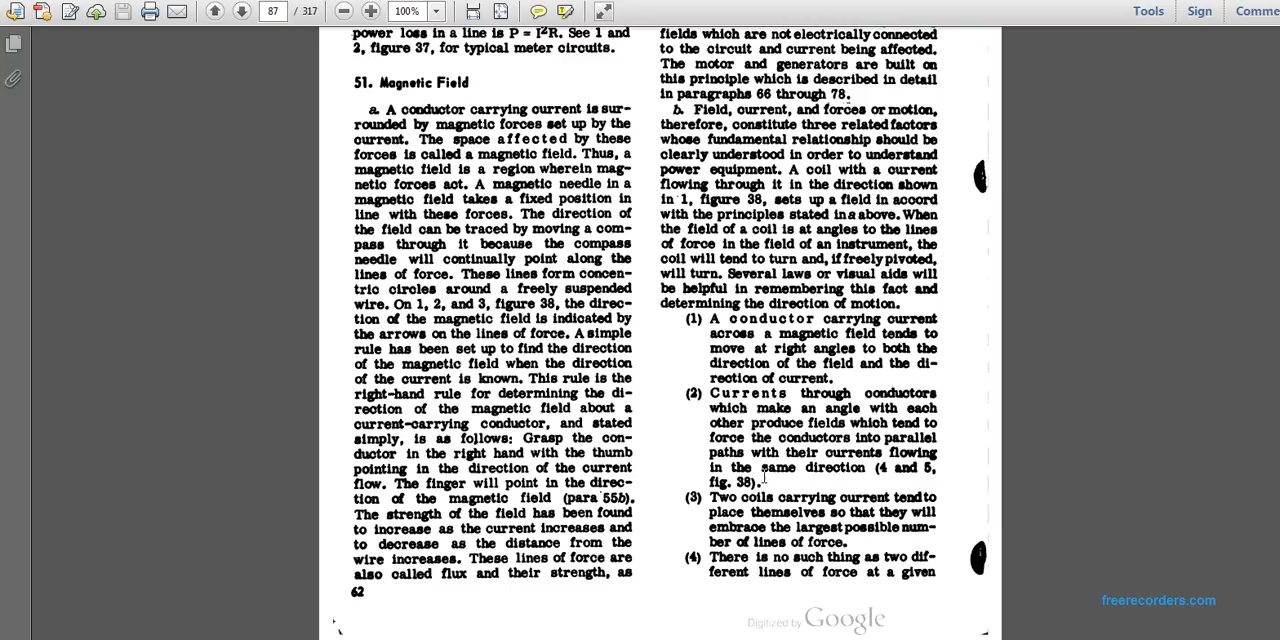 87 / 317
100%
Tools
Sign
Comme
power loss in a line is P = I²R. See 1 and
2, figure 37, for typical meter circuits.
51. Magnetic Field
a. A conductor carrying current is sur-
rounded by magnetic forces set up by the
current. The space affected by these
forces is called a magnetic field. Thus, a
magnetic field is a region wherein mag-
netic forces act. A magnetic needle in a
magnetic field takes a fixed position in
line with these forces. The direction of
the field can be traced by moving a com-
pass through it because the compass
needle will continually point along the
lines of force. These lines form concen-
tric circles around a freely suspended
wire. On 1, 2, and 3, figure 38, the direc-
tion of the magnetic field is indicated by
the arrows on the lines of force. A simple
rule has been set up to find the direction
of the magnetic field when the direction
of the current is known. This rule is the
right-hand rule for determining the di-
rection of the magnetic field about a
current-carrying conductor, and stated
simply, is as follows: Grasp the con-
ductor in the right hand with the thumb
pointing in the direction of the current
flow. The finger will point in the direc-
tion of the magnetic field (para 55b).
The strength of the field has been found
to increase as the current increases and
to decrease as the distance from the
wire increases. These lines of force are
also called flux and their strength, as
62
fields which are not electrically connected
to the circuit and current being affected.
The motor and generators are built on
this principle which is described in detail
in paragraphs 66 through 78.
b. Field, current, and forces or motion,
therefore, constitute three related factors
whose fundamental relationship should be
clearly understood in order to understand
power equipment. A coil with a current
flowing through it in the direction shown
in 1, figure 38, sets up a field in accord
with the principles stated in a above. When
the field of a coil is at angles to the lines
of force in the field of an instrument, the
coil will tend to turn and, if freely pivoted,
will turn. Several laws or visual aids will
be helpful in remembering this fact and
determining the direction of motion.
(1) A conductor carrying current
across a magnetic field tends to
move at right angles to both the
direction of the field and the di-
rection of current.
(2) Currents through conductors
which make an angle with each
other produce fields which tend to
force the conductors into parallel
paths with their currents flowing
in the same direction (4 and 5,
fig. 38).
(3) Two coils carrying current tend to
place themselves so that they will
embrace the largest possible num-
ber of lines of force.
(4) There is no such thing as two dif-
ferent lines of force at a given
Digitized by Google
freerecorders.com